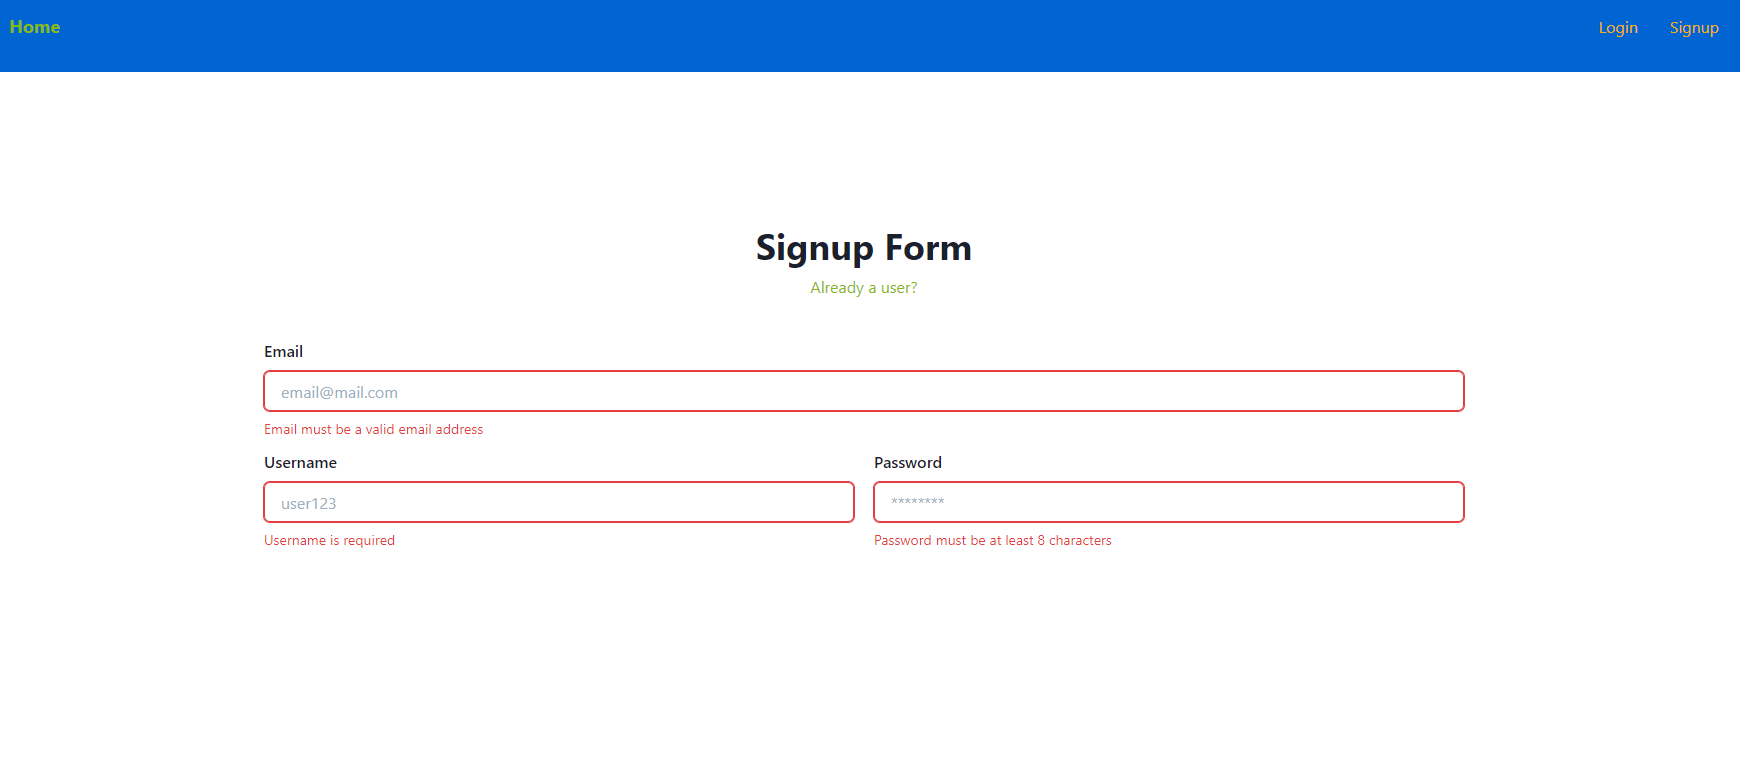 Home Login Signup
Signup Form
Already a user?
Email
email@mail.com
Email must be a valid email address
Username Password
user123 ********
Username is required Password must be at least 8 characters